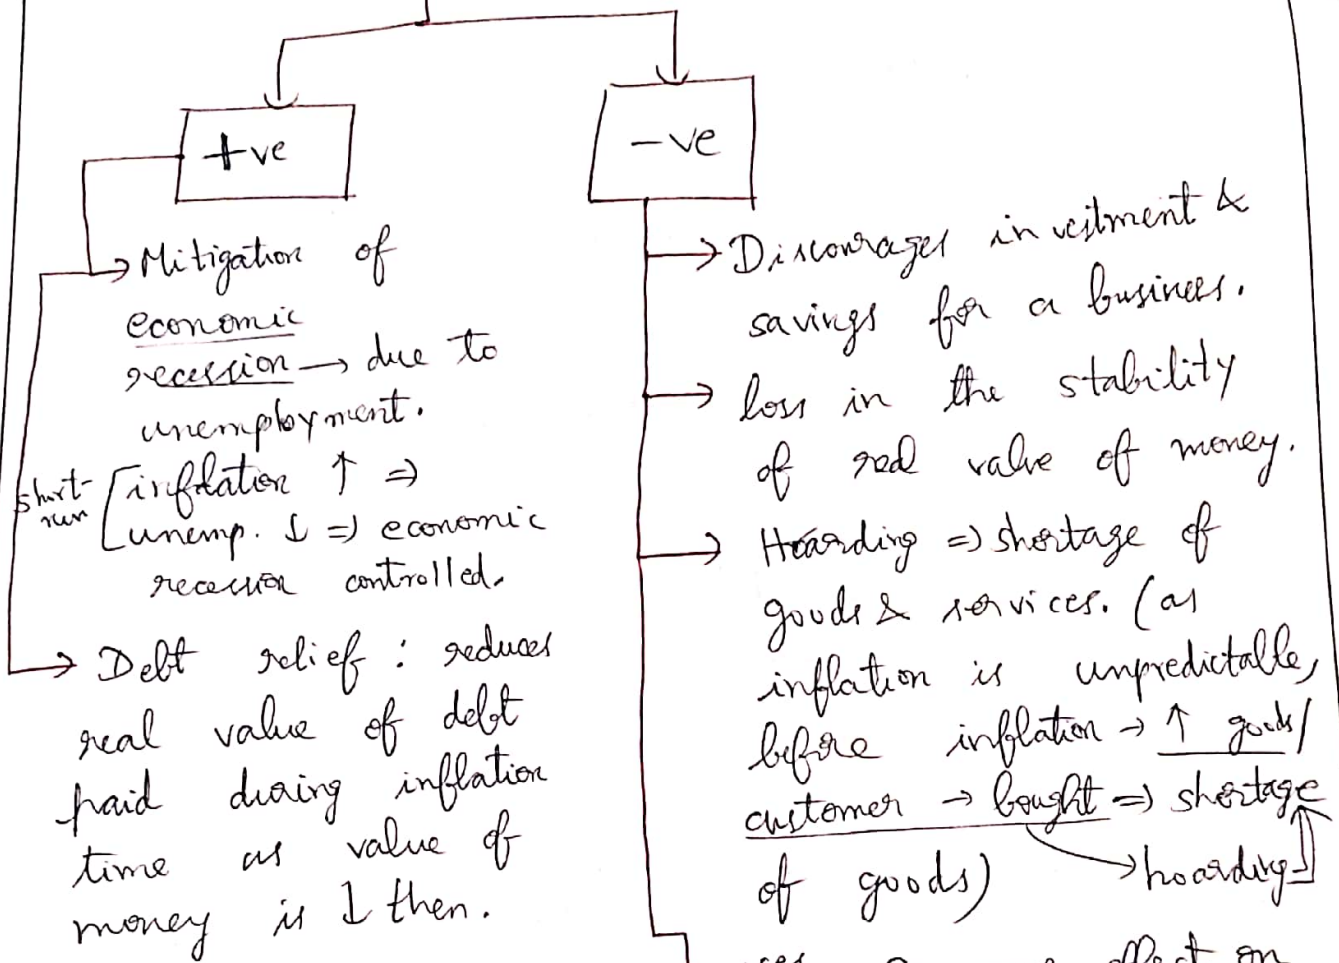 +ve
Mitigation of
economic
recession → due to
unemployment.
short-
run
[inflation ↑ ⇒
unemp. ↓ ⇒ economic
recession controlled.
Debt relief : reduces
real value of debt
paid during inflation
time as value of
money is ↓ then.
-ve
Discourages investment &
savings for a business.
loss in the stability
of real value of money.
Hoarding ⇒ shortage of
goods & services. (as
inflation is unpredictable,
before inflation → ↑ goods/
customer → bought ⇒ shortage
of goods)
→ hoarding
effect on